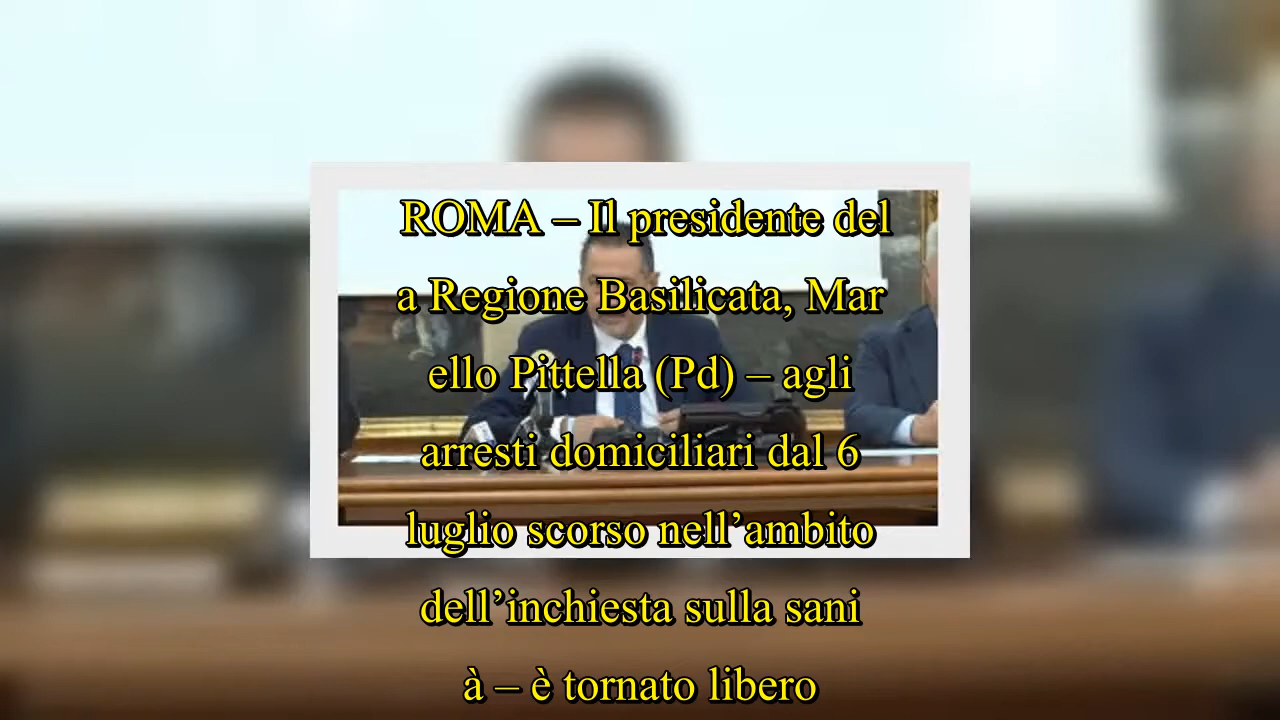 ROMA – Il presidente del
a Regione Basilicata, Mar
ello Pittella (Pd) – agli
arresti domiciliari dal 6
luglio scorso nell’ambito
dell’inchiesta sulla sani
à – è tornato libero